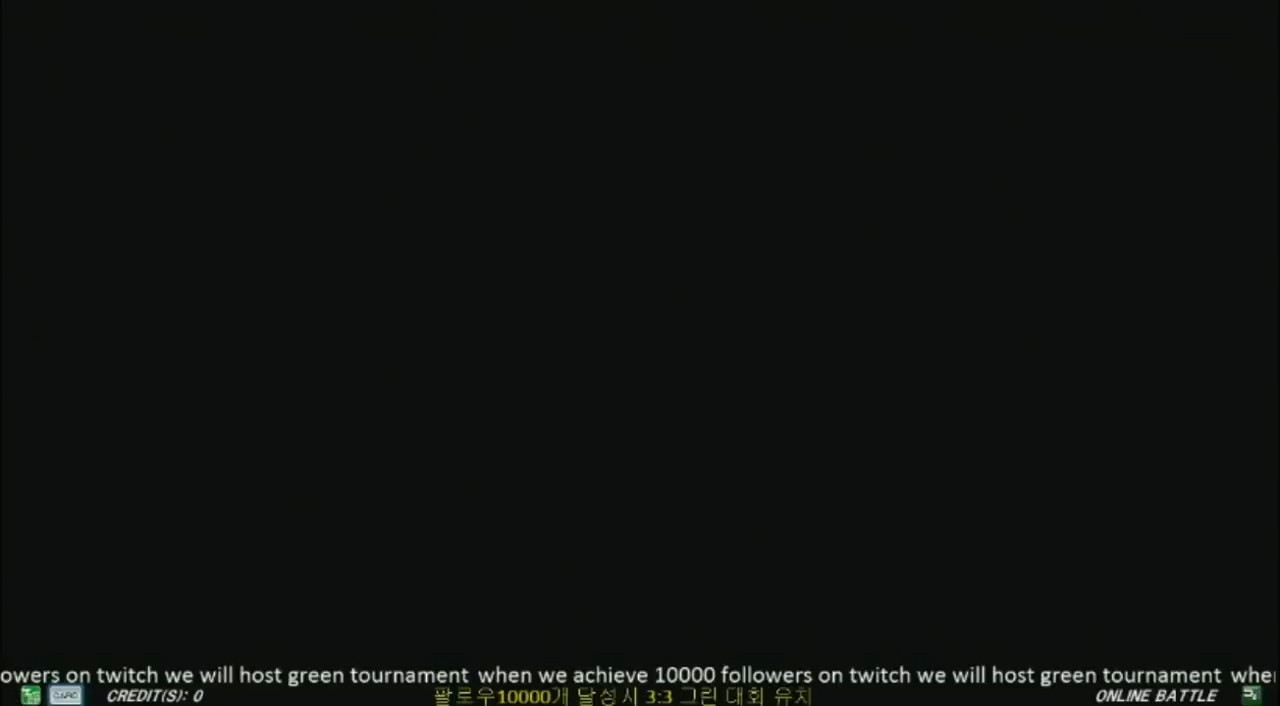 owers on twitch we will host green tournament when we achieve 10000 followers on twitch we will host green tournament whe
CARD CREDIT(S): 0 팔로우10000개 달성시 3:3 그린 대회 유치 ONLINE BATTLE